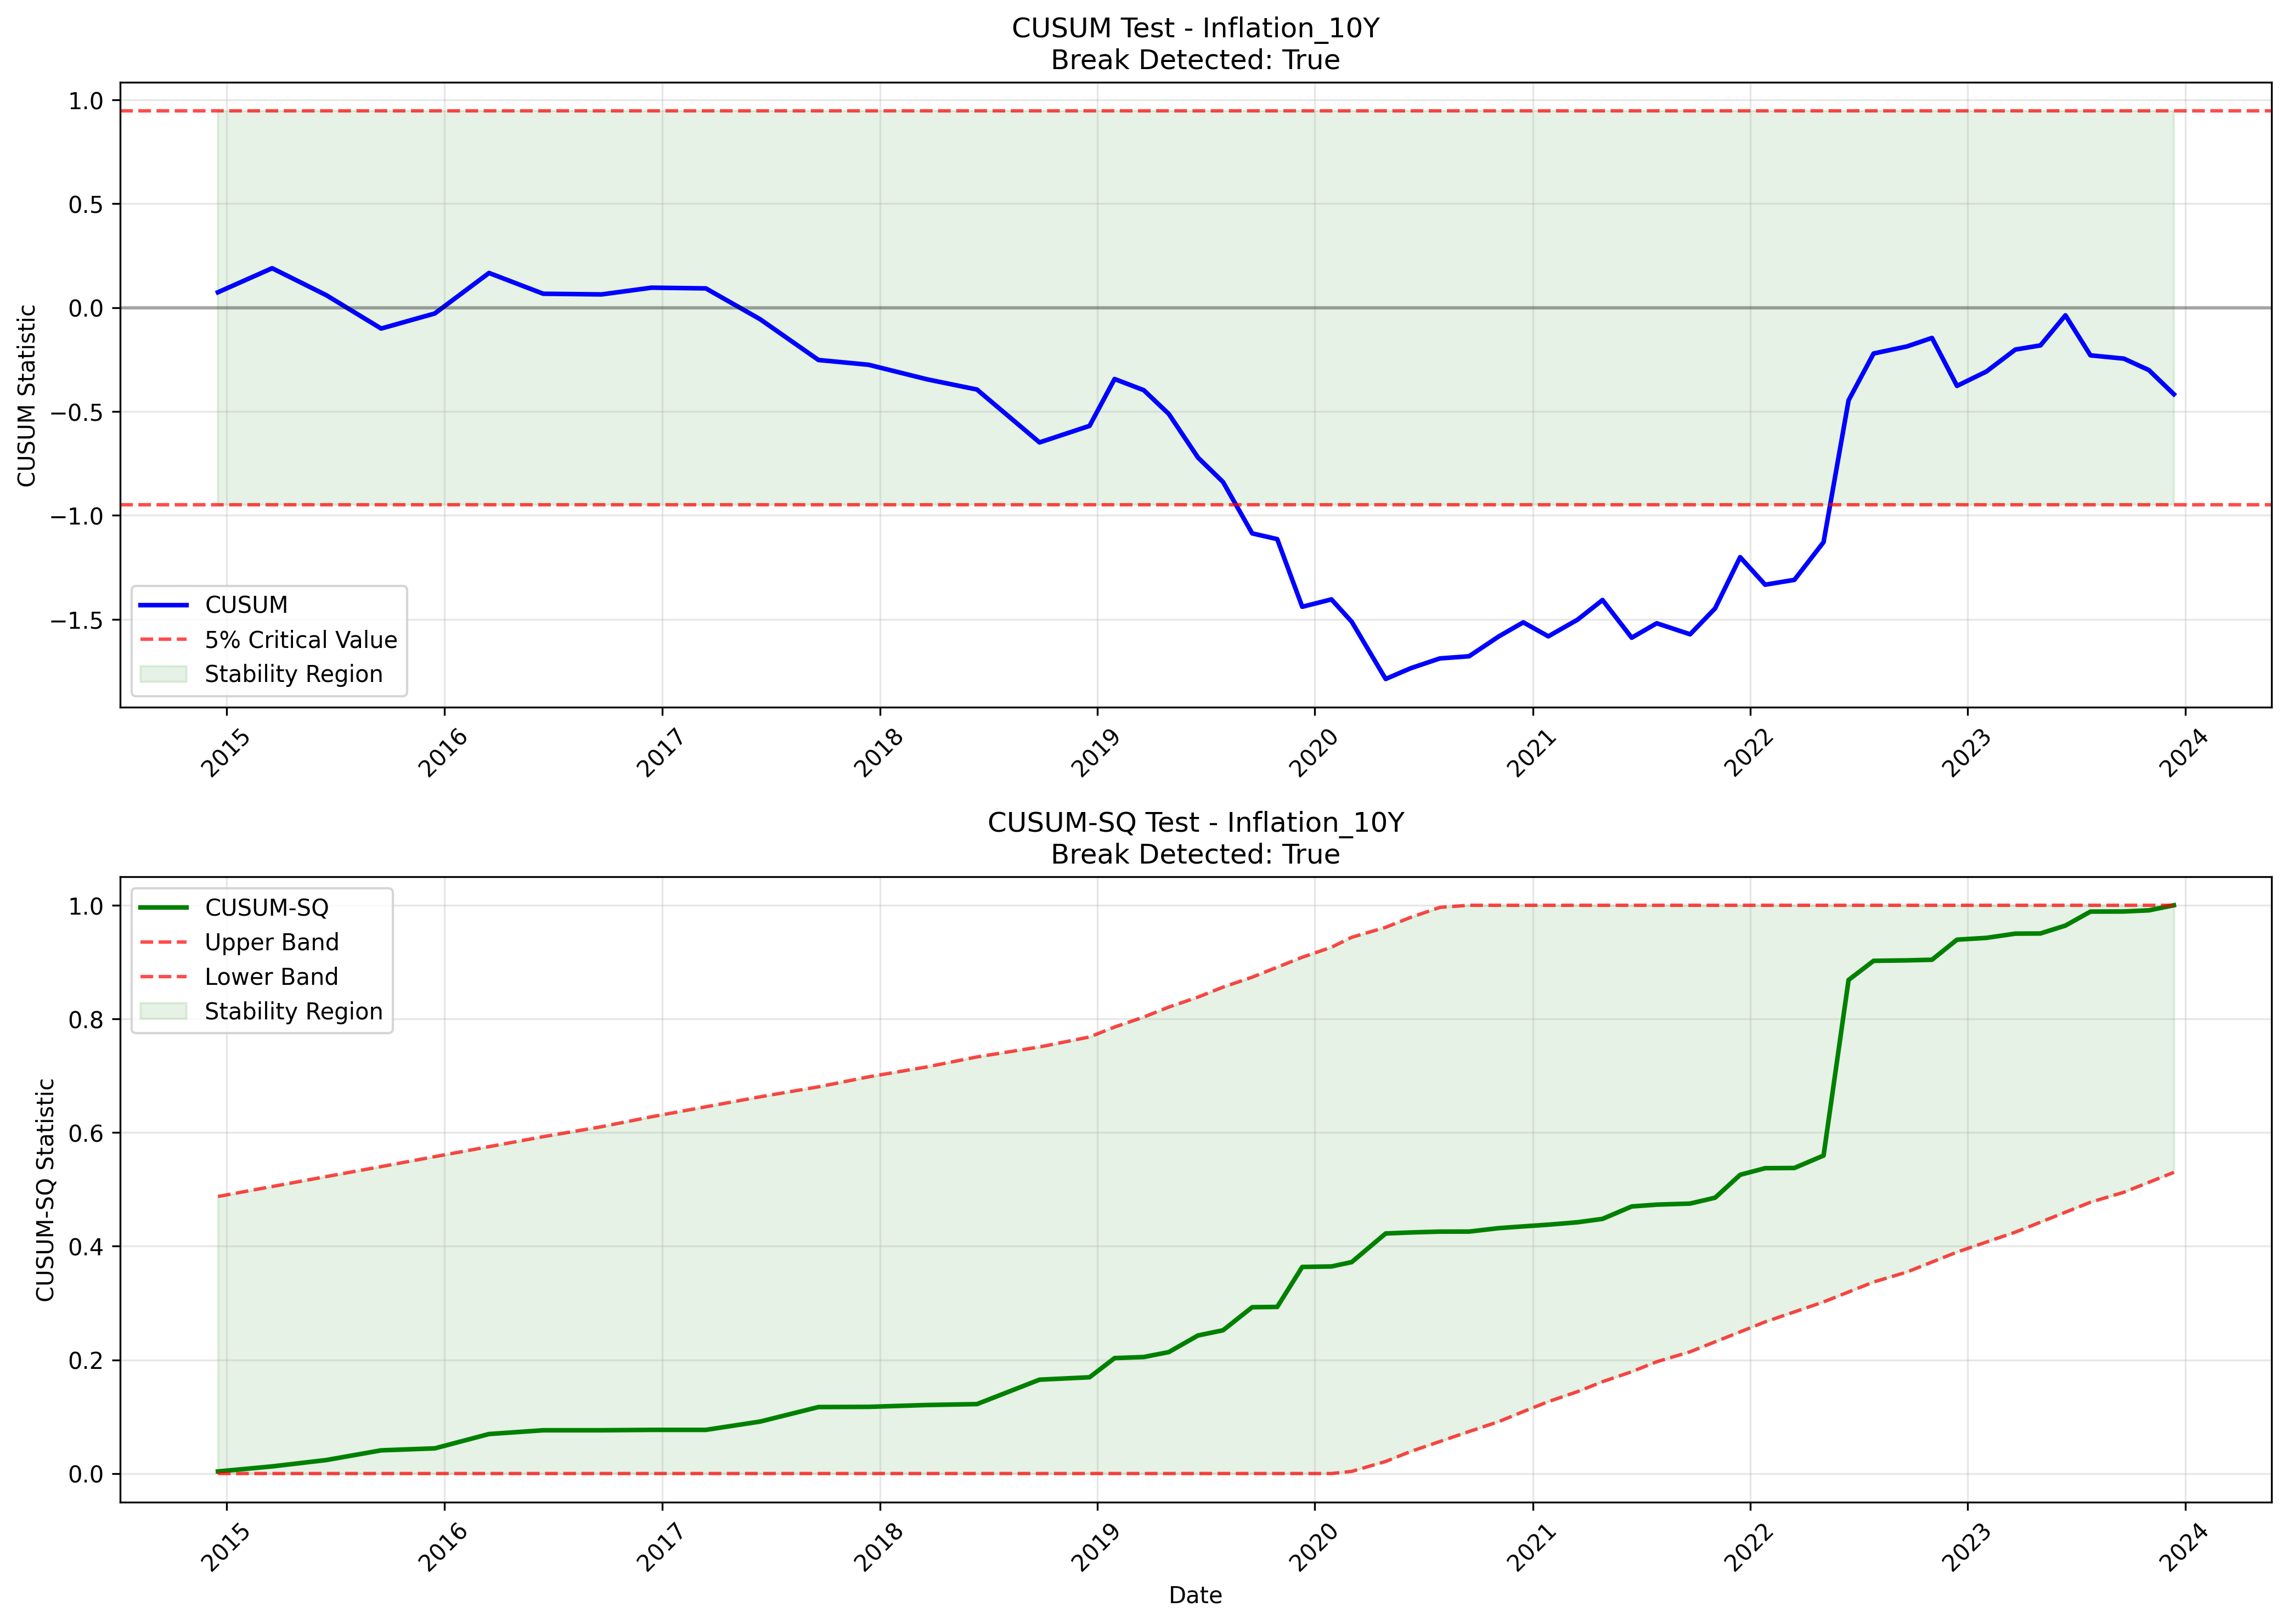 CUSUM Test - Inflation_10Y
Break Detected: True
CUSUM Statistic
1.0
0.5
0.0
−0.5
−1.0
−1.5
CUSUM
5% Critical Value
Stability Region
2015
2016
2017
2018
2019
2020
2021
2022
2023
2024
CUSUM-SQ Test - Inflation_10Y
Break Detected: True
CUSUM-SQ Statistic
1.0
0.8
0.6
0.4
0.2
0.0
CUSUM-SQ
Upper Band
Lower Band
Stability Region
2015
2016
2017
2018
2019
2020
2021
2022
2023
2024
Date